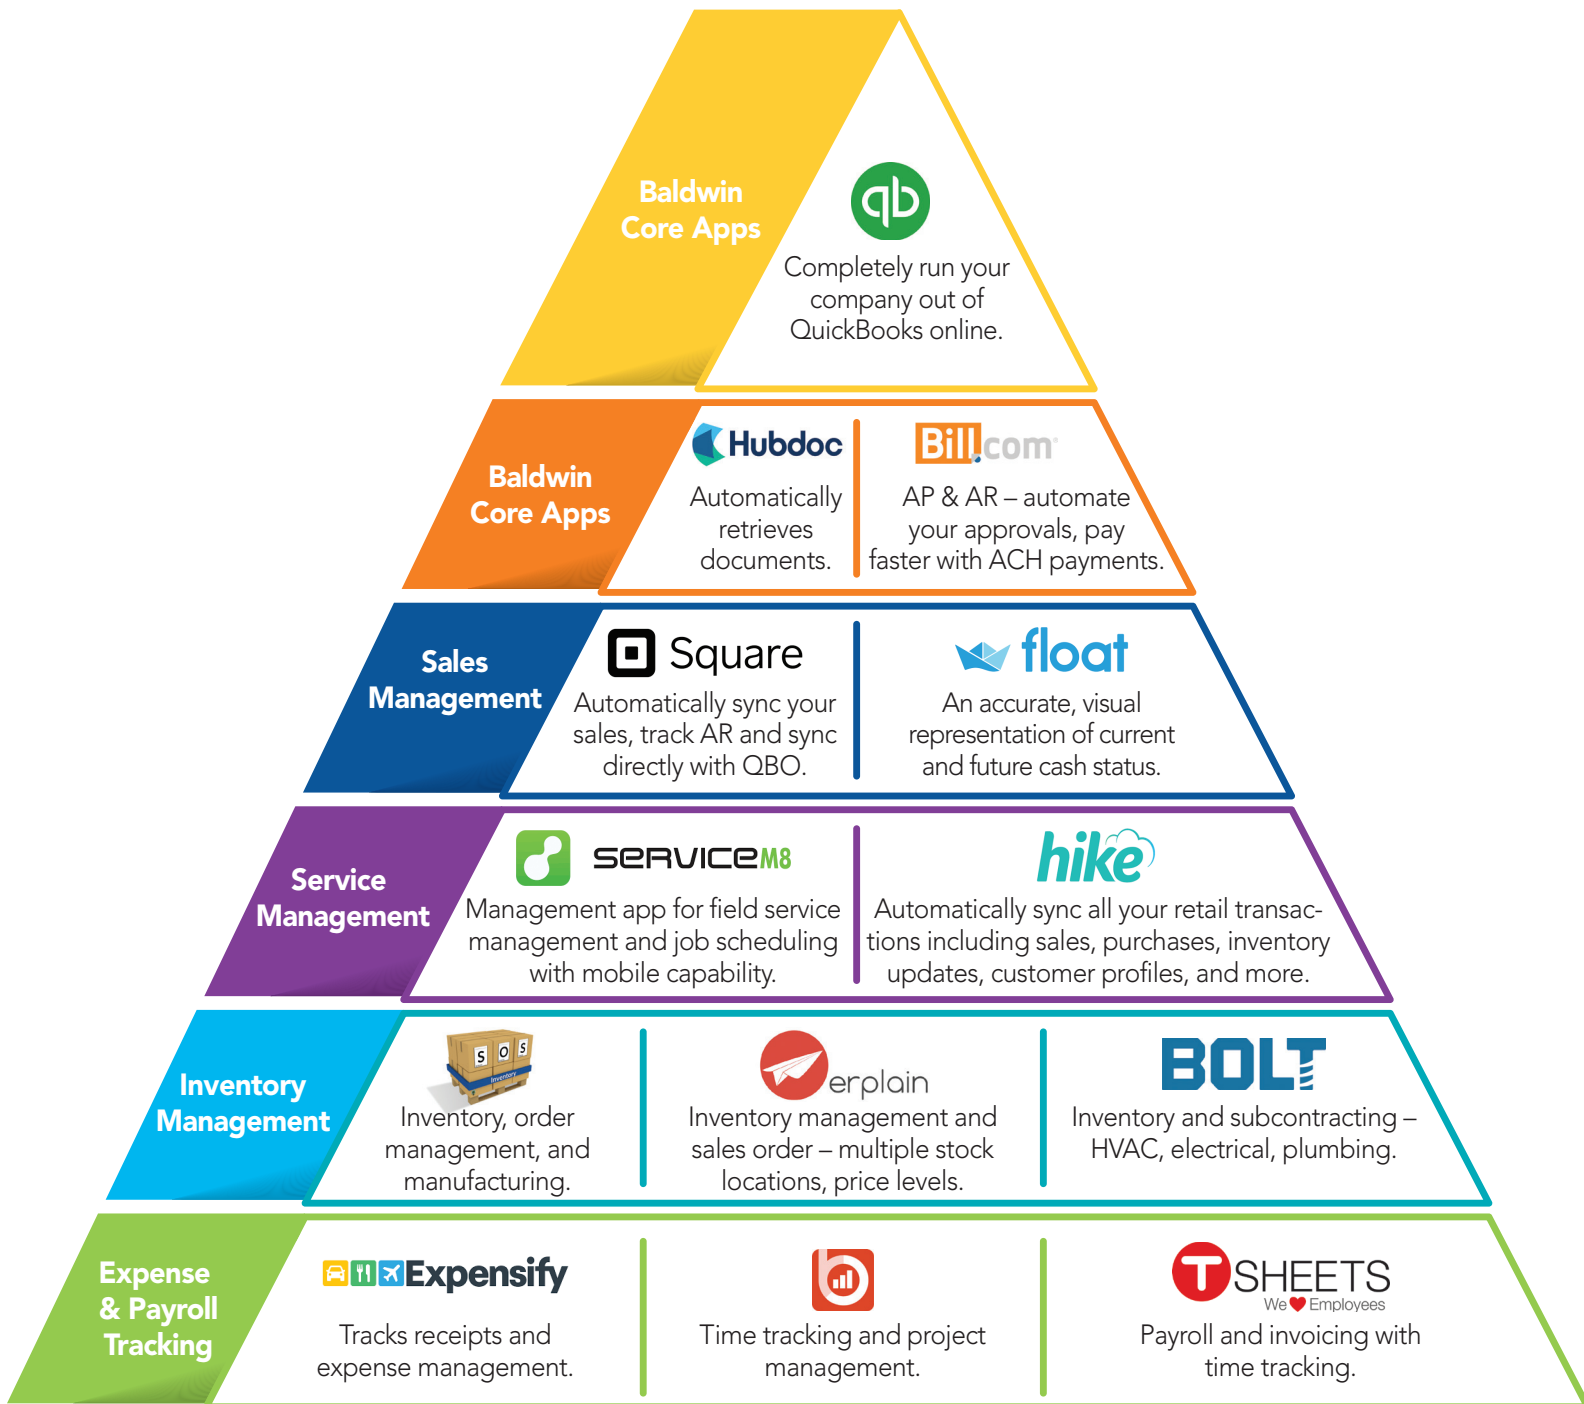 Baldwin
Core Apps
qb
Completely run your
company out of
QuickBooks online.
Baldwin
Core Apps
Hubdoc
Automatically
retrieves
documents.
Bill.com
AP & AR – automate
your approvals, pay
faster with ACH payments.
Sales
Management
Square
Automatically sync your
sales, track AR and sync
directly with QBO.
float
An accurate, visual
representation of current
and future cash status.
Service
Management
SERVICEM8
Management app for field service
management and job scheduling
with mobile capability.
hike
Automatically sync all your retail transac-
tions including sales, purchases, inventory
updates, customer profiles, and more.
Inventory
Management
S O S
Inventory
Inventory, order
management, and
manufacturing.
erplain
Inventory management and
sales order – multiple stock
locations, price levels.
BOLT
Inventory and subcontracting –
HVAC, electrical, plumbing.
Expense
& Payroll
Tracking
Expensify
Tracks receipts and
expense management.
b
Time tracking and project
management.
T SHEETS
We ❤ Employees
Payroll and invoicing with
time tracking.